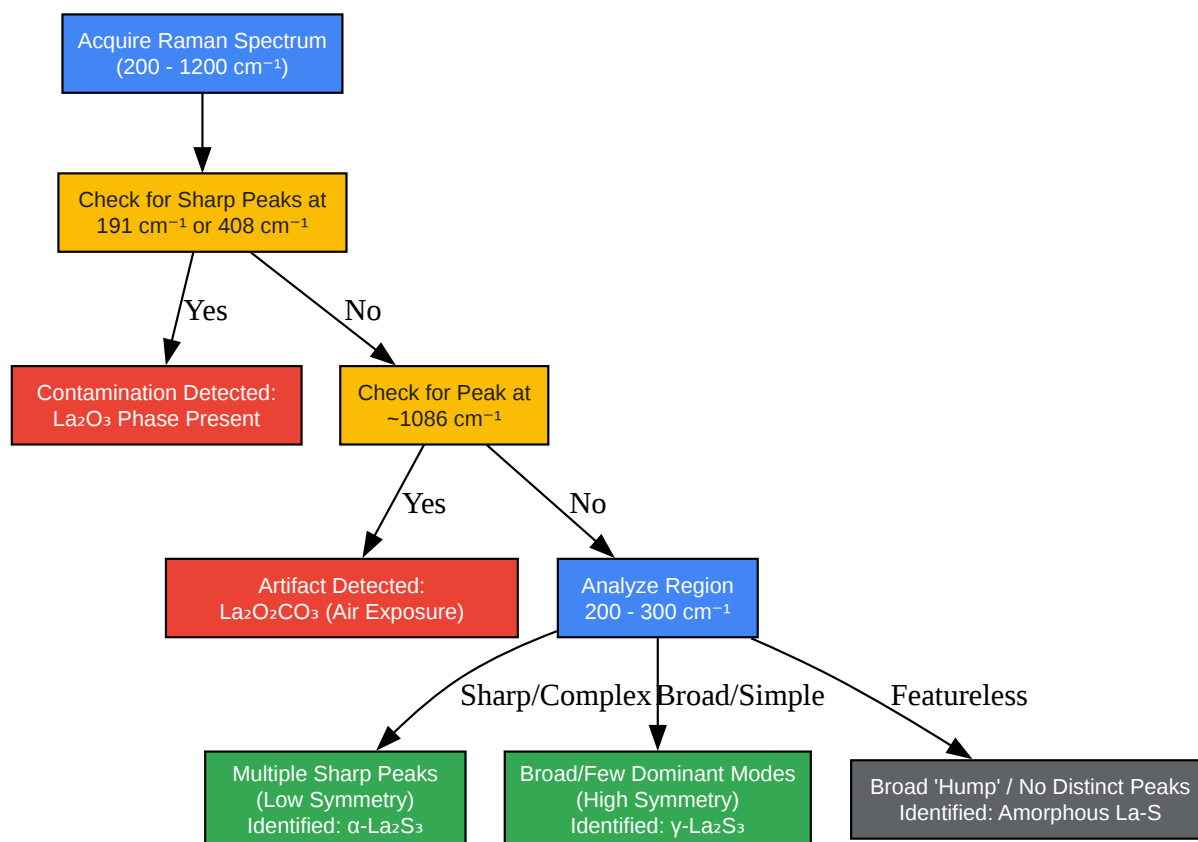 Acquire Raman Spectrum
(200 - 1200 cm⁻¹)
Check for Sharp Peaks at
191 cm⁻¹ or 408 cm⁻¹
Yes
No
Contamination Detected:
La₂O₃ Phase Present
Check for Peak at
~1086 cm⁻¹
Yes
No
Artifact Detected:
La₂O₂CO₃ (Air Exposure)
Analyze Region
200 - 300 cm⁻¹
Sharp/Complex
Broad/Simple
Featureless
Multiple Sharp Peaks
(Low Symmetry)
Identified: α-La₂S₃
Broad/Few Dominant Modes
(High Symmetry)
Identified: γ-La₂S₃
Broad 'Hump' / No Distinct Peaks
Identified: Amorphous La-S